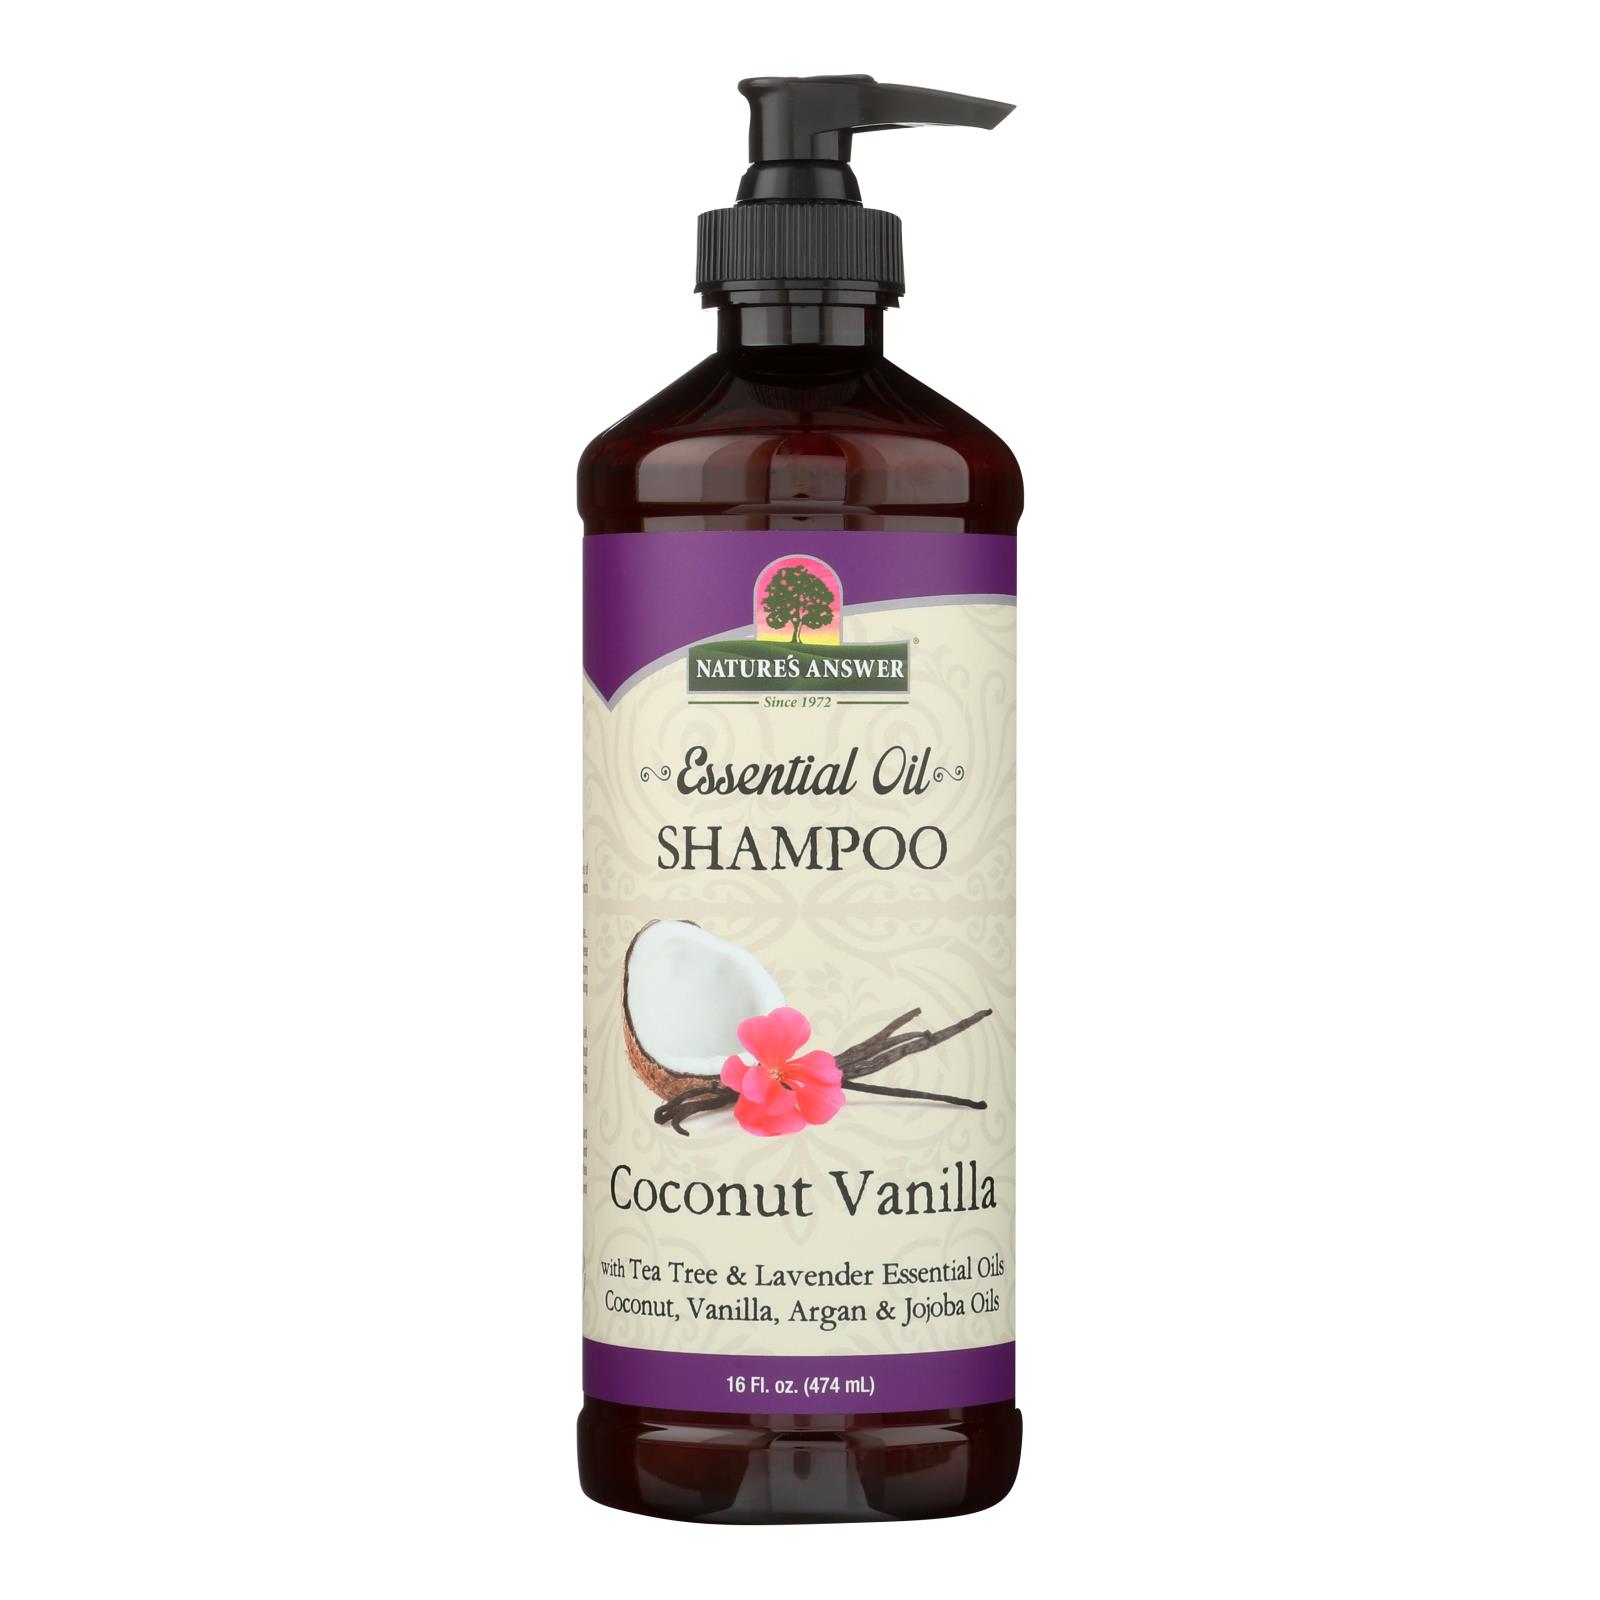 NATURE'S ANSWER®
Since 1972
Essential Oil
SHAMPOO
Coconut Vanilla
with Tea Tree & Lavender Essential Oils
Coconut, Vanilla, Argan & Jojoba Oils
16 Fl. oz. (474 mL)